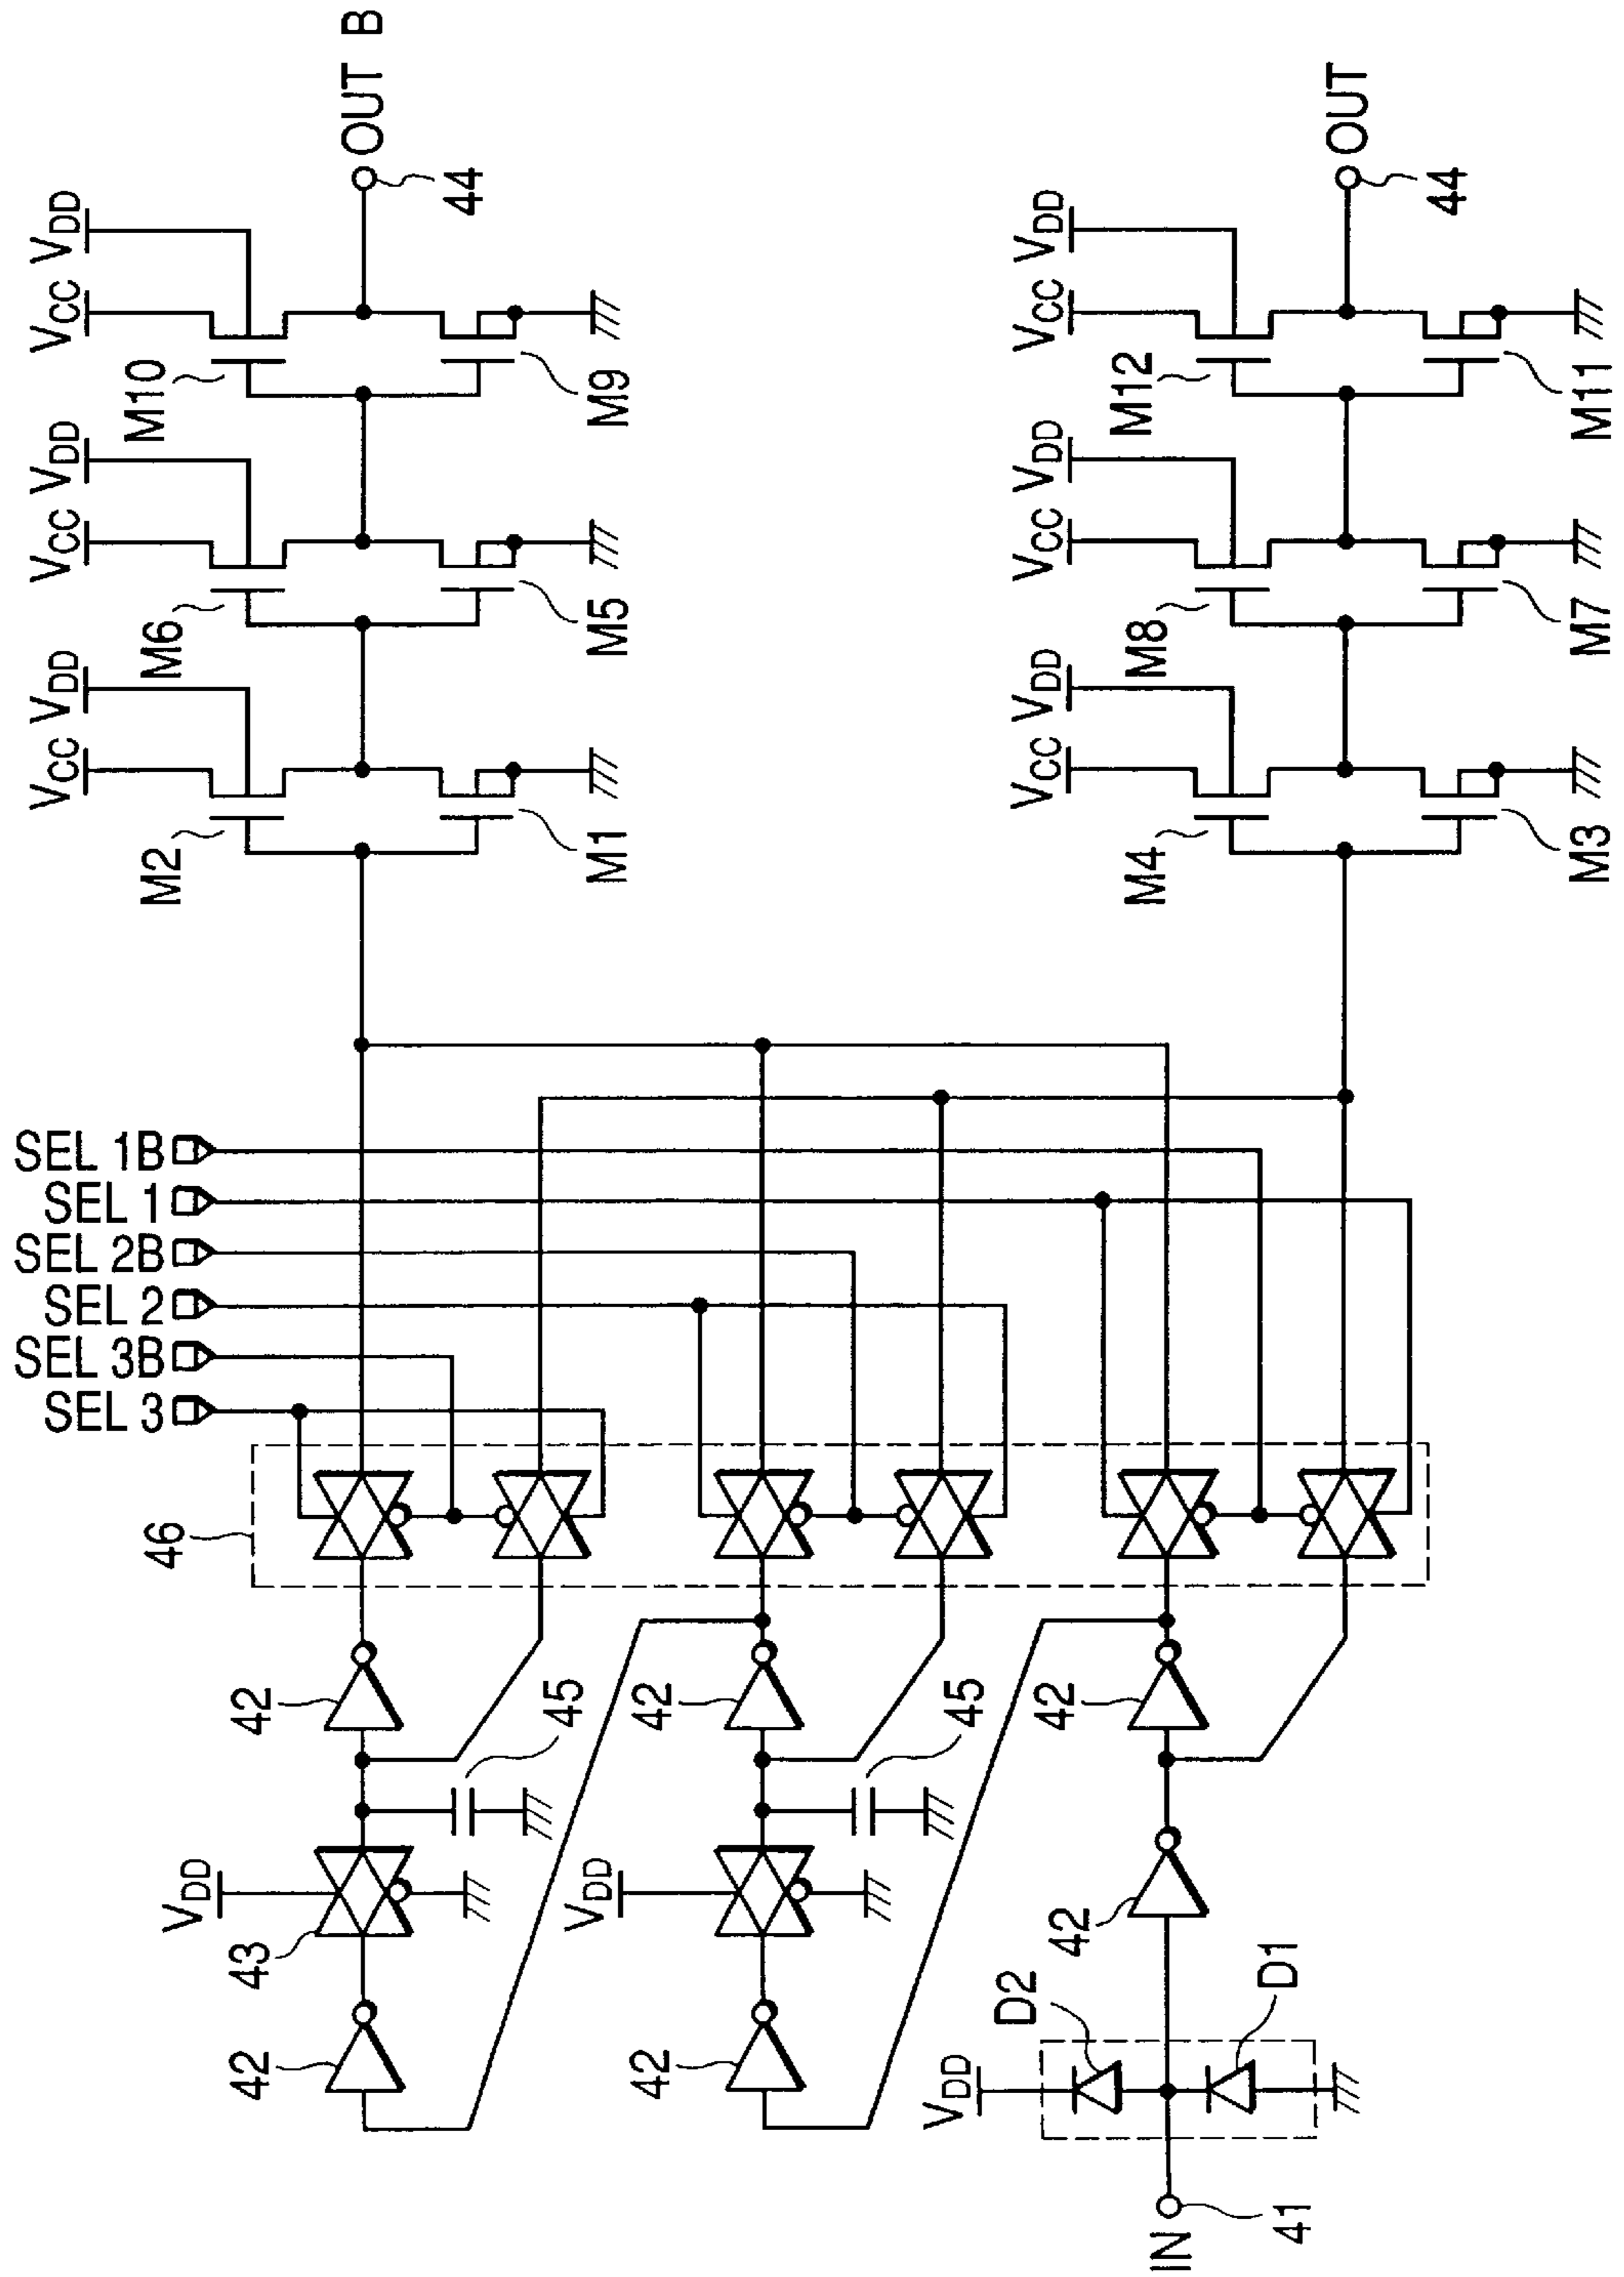 OUT B
44
VCC VDD
VCC VDD
VCC VDD
M10
M9
M6
M5
M2
M1
OUT
44
VCC VDD
VCC VDD
VCC VDD
M12
M11
M8
M7
M4
M3
SEL 1B
SEL 1
SEL 2B
SEL 2
SEL 3B
SEL 3
46
42
45
42
45
42
VDD
43
VDD
42
42
42
VDD
D2
D1
IN
41